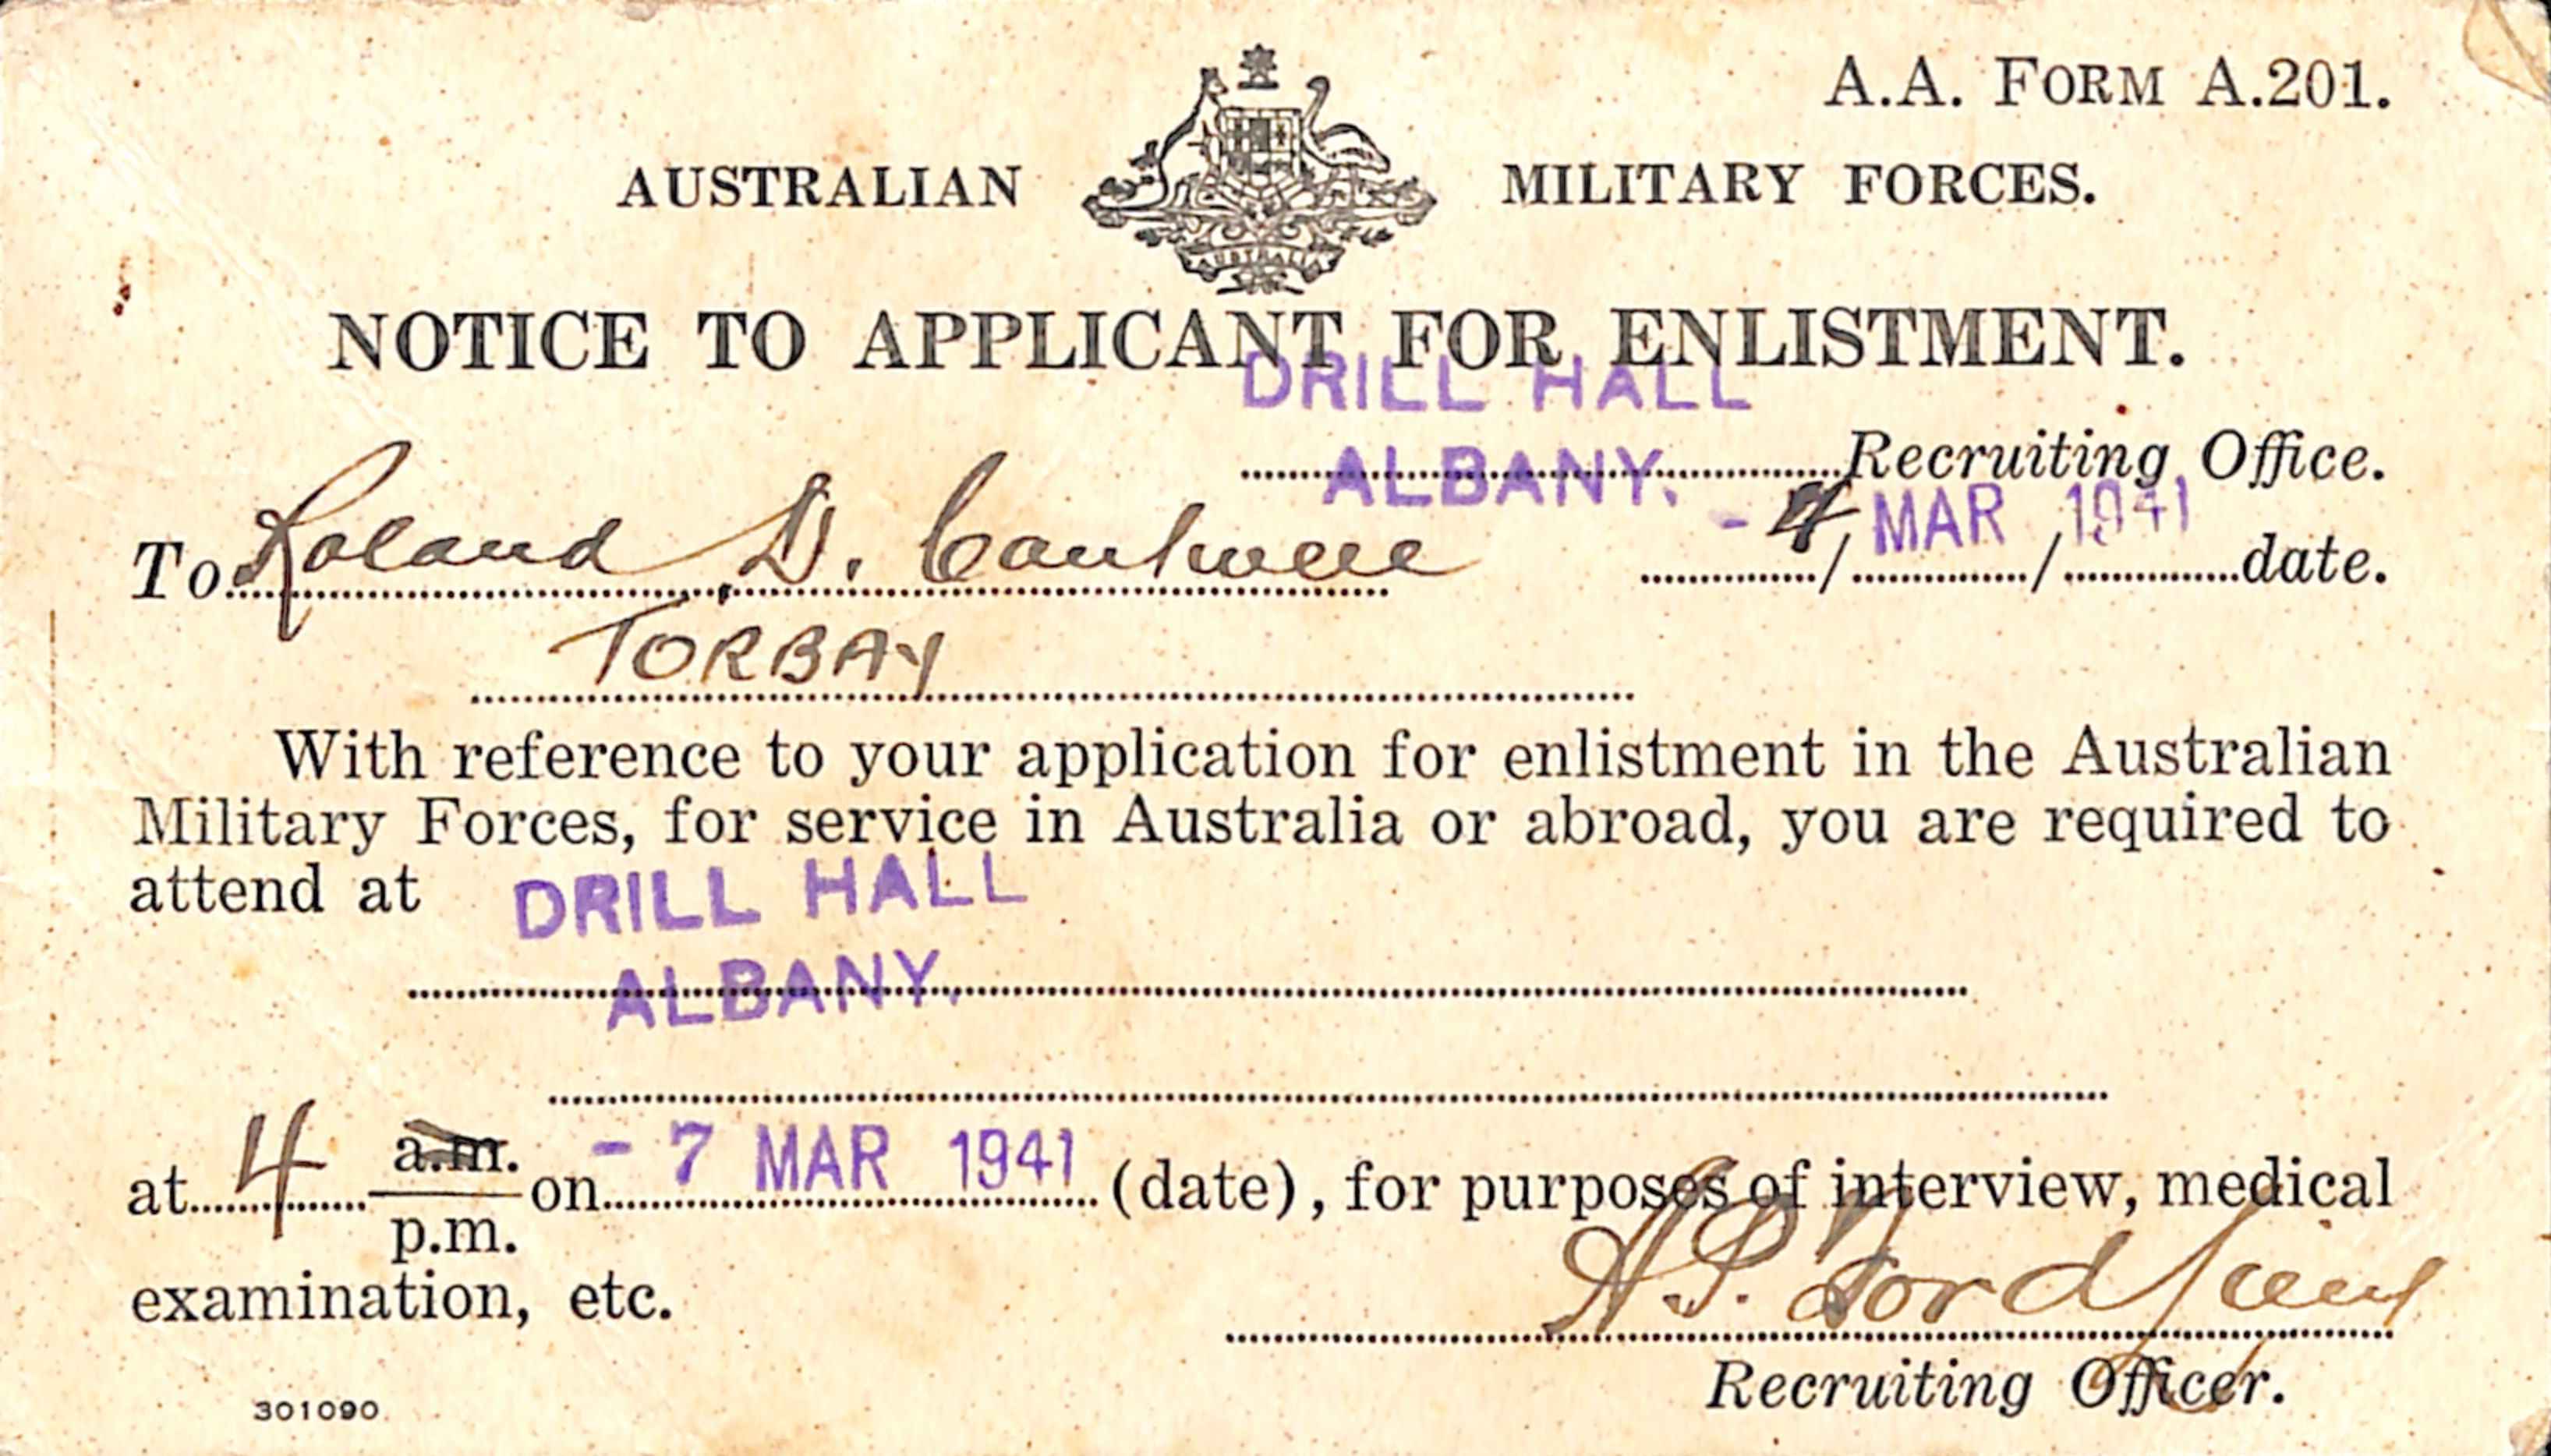 A.A. FORM A.201.
AUSTRALIAN MILITARY FORCES.
AUSTRALIA
NOTICE TO APPLICANT FOR ENLISTMENT.
DRILL HALL
ALBANY. Recruiting Office.
To Roland D. Cantwell - 4 / MAR / 1941 date.
TORBAY
With reference to your application for enlistment in the Australian
Military Forces, for service in Australia or abroad, you are required to
attend at DRILL HALL
ALBANY.
at 4 a.m. p.m. on - 7 MAR 1941 (date), for purposes of interview, medical
examination, etc.
Recruiting Officer.
301090